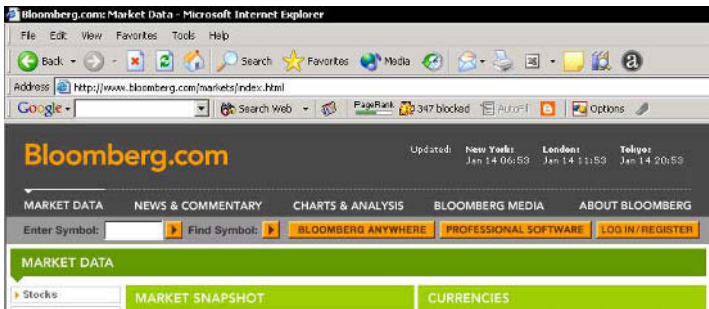 Bloomberg.com: Market Data - Microsoft Internet Explorer
File Edit View Favorites Tools Help
Back Search Favorites Media
Address http://www.bloomberg.com/markets/index.html
Google Search Web PageRank 347 blocked AutoFill Options
Bloomberg.com
Updated: New York: London: Tokyo:
Jan 14 06:53 Jan 14 11:53 Jan 14 20:53
MARKET DATA NEWS & COMMENTARY CHARTS & ANALYSIS BLOOMBERG MEDIA ABOUT BLOOMBERG
Enter Symbol: Find Symbol: BLOOMBERG ANYWHERE PROFESSIONAL SOFTWARE LOG IN/REGISTER
MARKET DATA
Stocks MARKET SNAPSHOT CURRENCIES